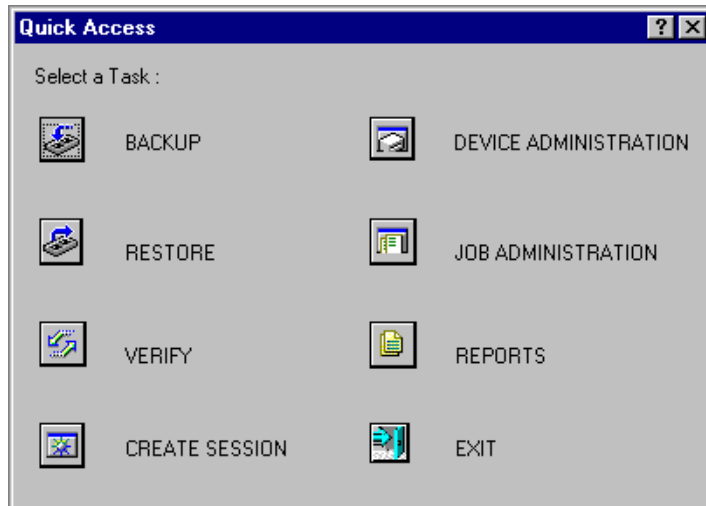 Quick Access
Select a Task :
BACKUP
DEVICE ADMINISTRATION
RESTORE
JOB ADMINISTRATION
VERIFY
REPORTS
CREATE SESSION
EXIT